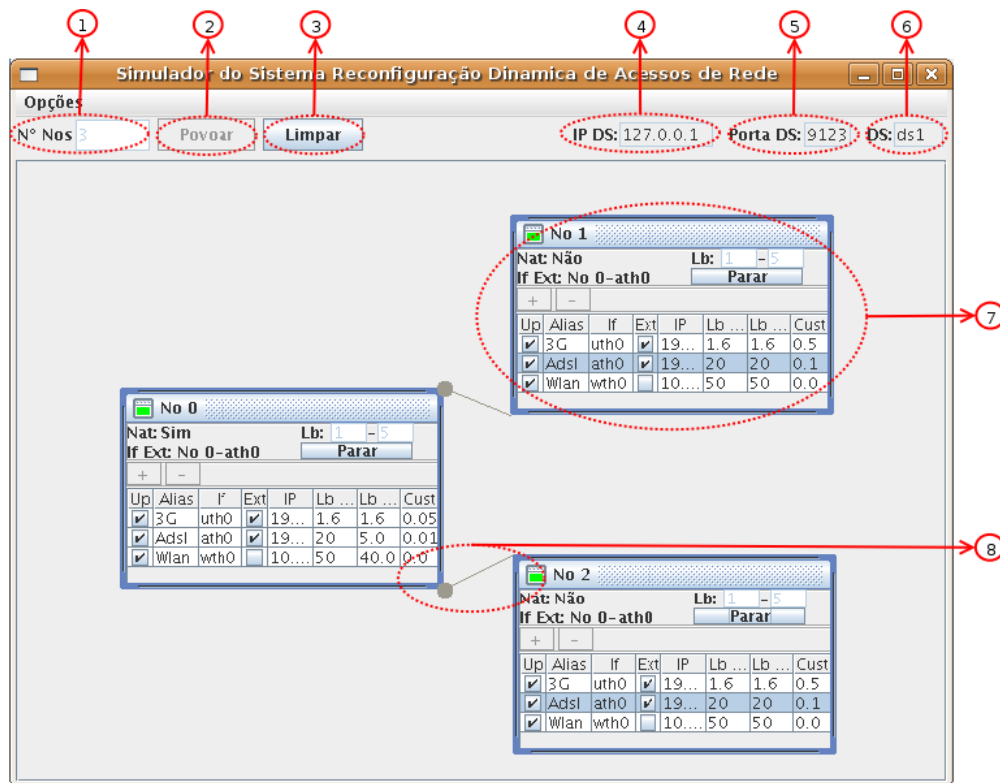 1 2 3 4 5 6
Simulador do Sistema Reconfiguração Dinamica de Acessos de Rede
Opções
N° Nos 3 Povoar Limpar IP DS: 127.0.0.1 Porta DS: 9123 DS: ds1
No 1
Nat: Não Lb: 1 - 5
If Ext: No 0-ath0 Parar
+ -
Up Alias If Ext IP Lb ... Lb ... Cust
3G uth0 19... 1.6 1.6 0.5
Adsl ath0 19... 20 20 0.1
Wlan wth0 10.... 50 50 0.0
7
No 0
Nat: Sim Lb: 1 - 5
If Ext: No 0-ath0 Parar
+ -
Up Alias If Ext IP Lb ... Lb ... Cust
3G uth0 19... 1.6 1.6 0.05
Adsl ath0 19... 20 5.0 0.01
Wlan wth0 10.... 50 40.0 0.0
8
No 2
Nat: Não Lb: 1 - 5
If Ext: No 0-ath0 Parar
+ -
Up Alias If Ext IP Lb ... Lb ... Cust
3G uth0 19... 1.6 1.6 0.5
Adsl ath0 19... 20 20 0.1
Wlan wth0 10.... 50 50 0.0